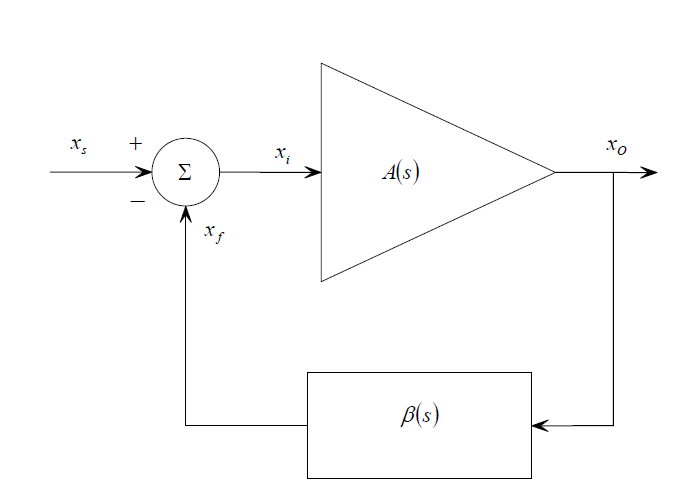 x_s
+
Σ
−
x_i
A(s)
x_O
x_f
β(s)